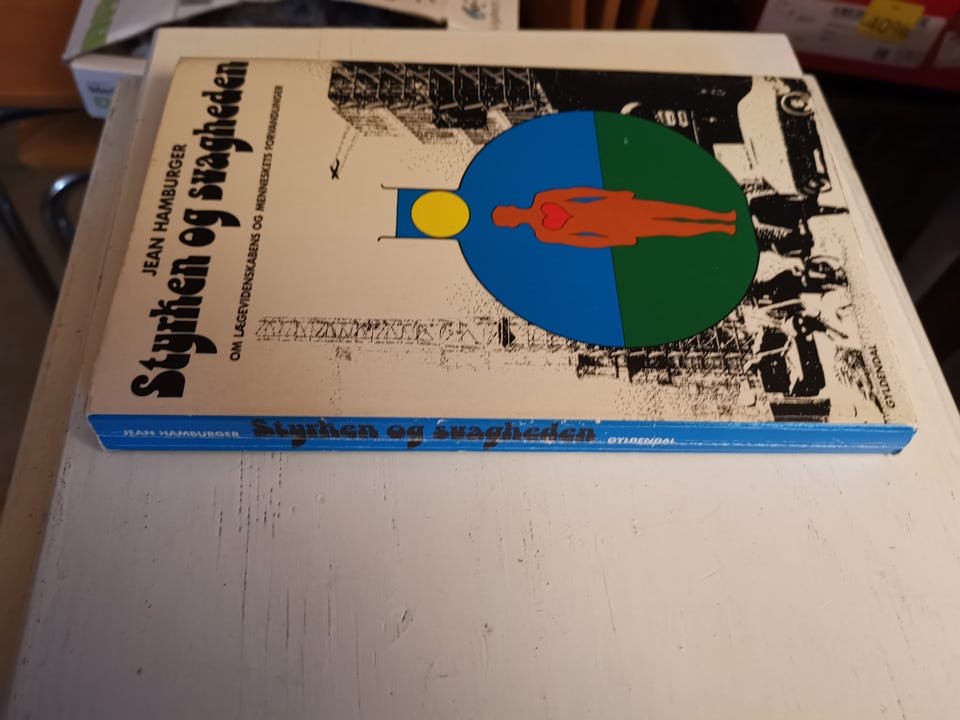 JEAN HAMBURGER
Styrken og svagheden
OM LÆGEVIDENSKABENS OG MENNESKETS FORVANDLINGER
GYLDENDAL
JEAN HAMBURGER Styrken og svagheden GYLDENDAL